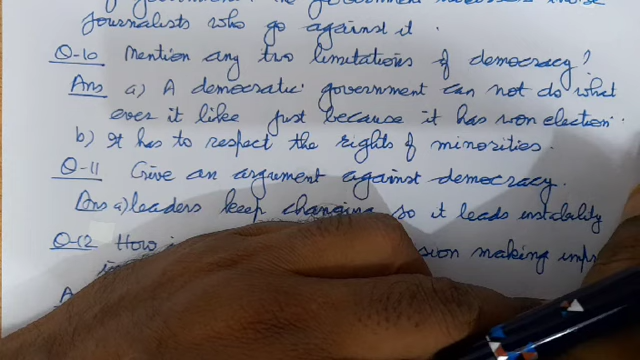 journalists who go against it.
Q-10 Mention any two limitations of democracy?
Ans a) A democratic government can not do what
ever it like just because it has won election.
b) It has to respect the rights of minorities.
Q-11 Give an argument against democracy.
Ans a) leaders keep changing so it leads instability
Q-12 How making